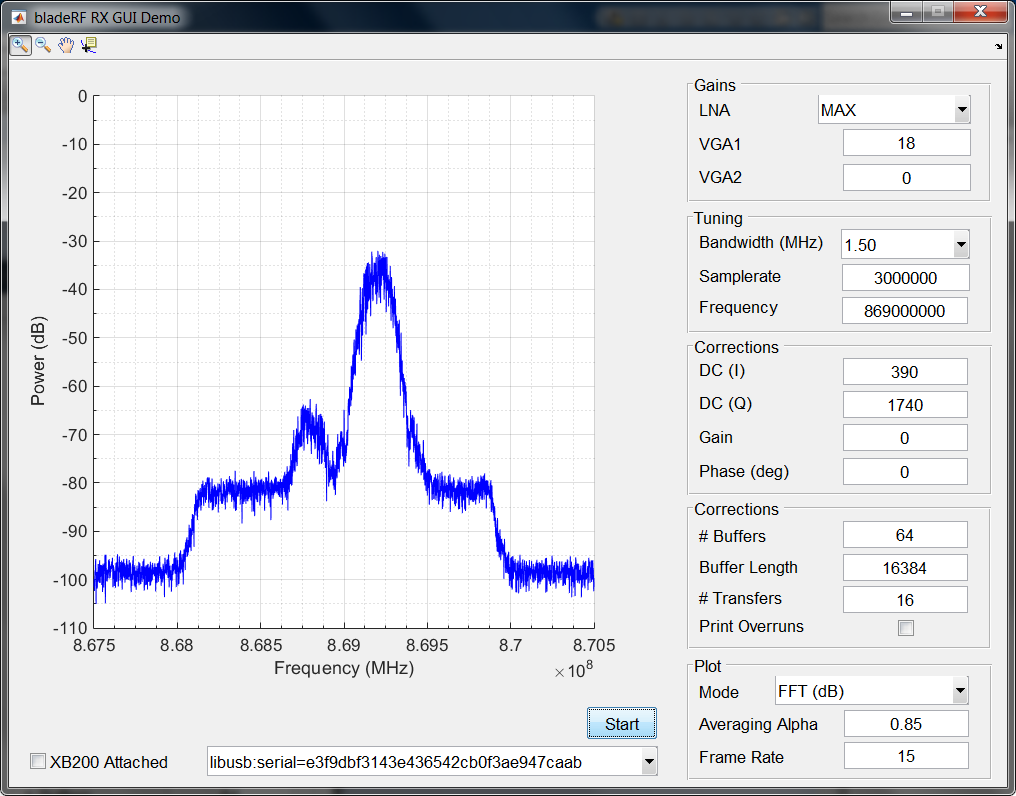 bladeRF RX GUI Demo
0
-10
-20
-30
-40
-50
-60
-70
-80
-90
-100
-110
Power (dB)
8.675 8.68 8.685 8.69 8.695 8.7 8.705
Frequency (MHz)
×10^8
Start
XB200 Attached
libusb:serial=e3f9dbf3143e436542cb0f3ae947caab
Gains
LNA MAX
VGA1 18
VGA2 0
Tuning
Bandwidth (MHz) 1.50
Samplerate 3000000
Frequency 869000000
Corrections
DC (I) 390
DC (Q) 1740
Gain 0
Phase (deg) 0
Corrections
# Buffers 64
Buffer Length 16384
# Transfers 16
Print Overruns
Plot
Mode FFT (dB)
Averaging Alpha 0.85
Frame Rate 15